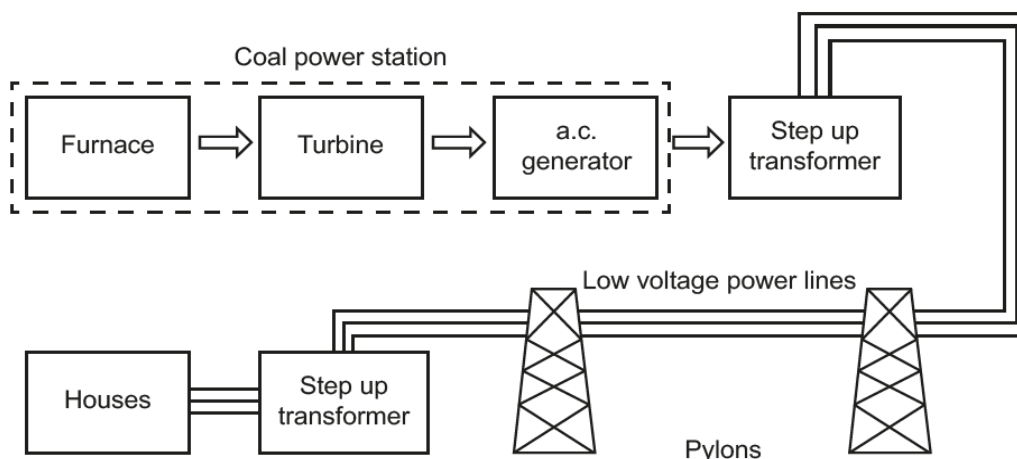 Coal power station
Furnace
Turbine
a.c.
generator
Step up
transformer
Low voltage power lines
Houses
Step up
transformer
Pylons